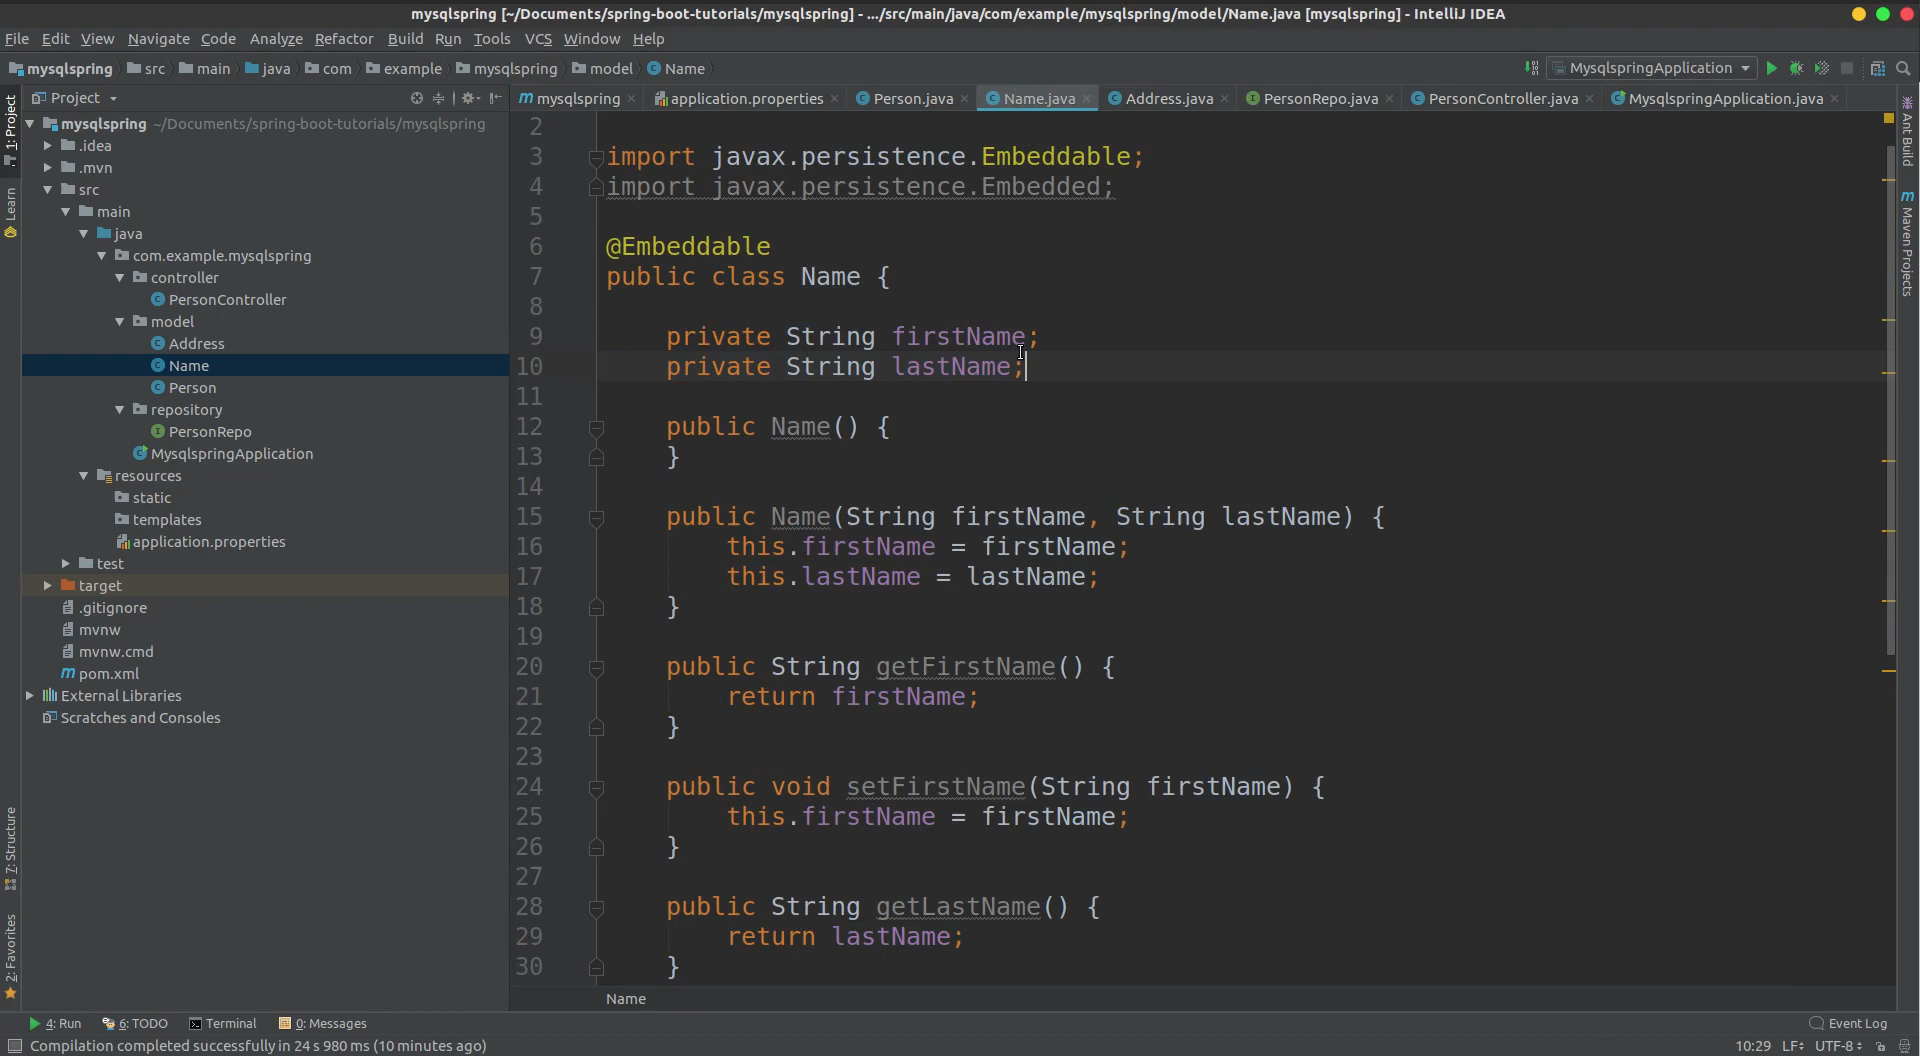 mysqlspring [~/Documents/spring-boot-tutorials/mysqlspring] - .../src/main/java/com/example/mysqlspring/model/Name.java [mysqlspring] - IntelliJ IDEA
File Edit View Navigate Code Analyze Refactor Build Run Tools VCS Window Help
mysqlspring src main java com example mysqlspring model Name MysqlspringApplication
Project
mysqlspring application.properties Person.java Name.java Address.java PersonRepo.java PersonController.java MysqlspringApplication.java
1: Project
Learn
7: Structure
2: Favorites
mysqlspring ~/Documents/spring-boot-tutorials/mysqlspring
.idea
.mvn
src
main
java
com.example.mysqlspring
controller
PersonController
model
Address
Name
Person
repository
PersonRepo
MysqlspringApplication
resources
static
templates
application.properties
test
target
.gitignore
mvnw
mvnw.cmd
pom.xml
External Libraries
Scratches and Consoles
2
3 import javax.persistence.Embeddable;
4 import javax.persistence.Embedded;
5
6 @Embeddable
7 public class Name {
8
9 private String firstName;
10 private String lastName;
11
12 public Name() {
13 }
14
15 public Name(String firstName, String lastName) {
16 this.firstName = firstName;
17 this.lastName = lastName;
18 }
19
20 public String getFirstName() {
21 return firstName;
22 }
23
24 public void setFirstName(String firstName) {
25 this.firstName = firstName;
26 }
27
28 public String getLastName() {
29 return lastName;
30 }
Name
Ant Build
Maven Projects
4: Run 6: TODO Terminal 0: Messages Event Log
Compilation completed successfully in 24 s 980 ms (10 minutes ago) 10:29 LF UTF-8